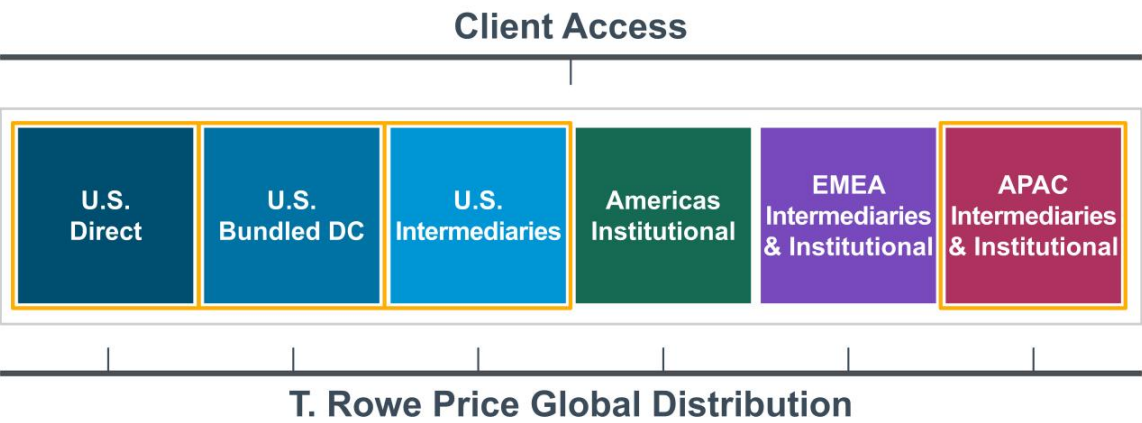 Client Access
U.S.
Direct
U.S.
Bundled DC
U.S.
Intermediaries
Americas
Institutional
EMEA
Intermediaries
& Institutional
APAC
Intermediaries
& Institutional
T. Rowe Price Global Distribution